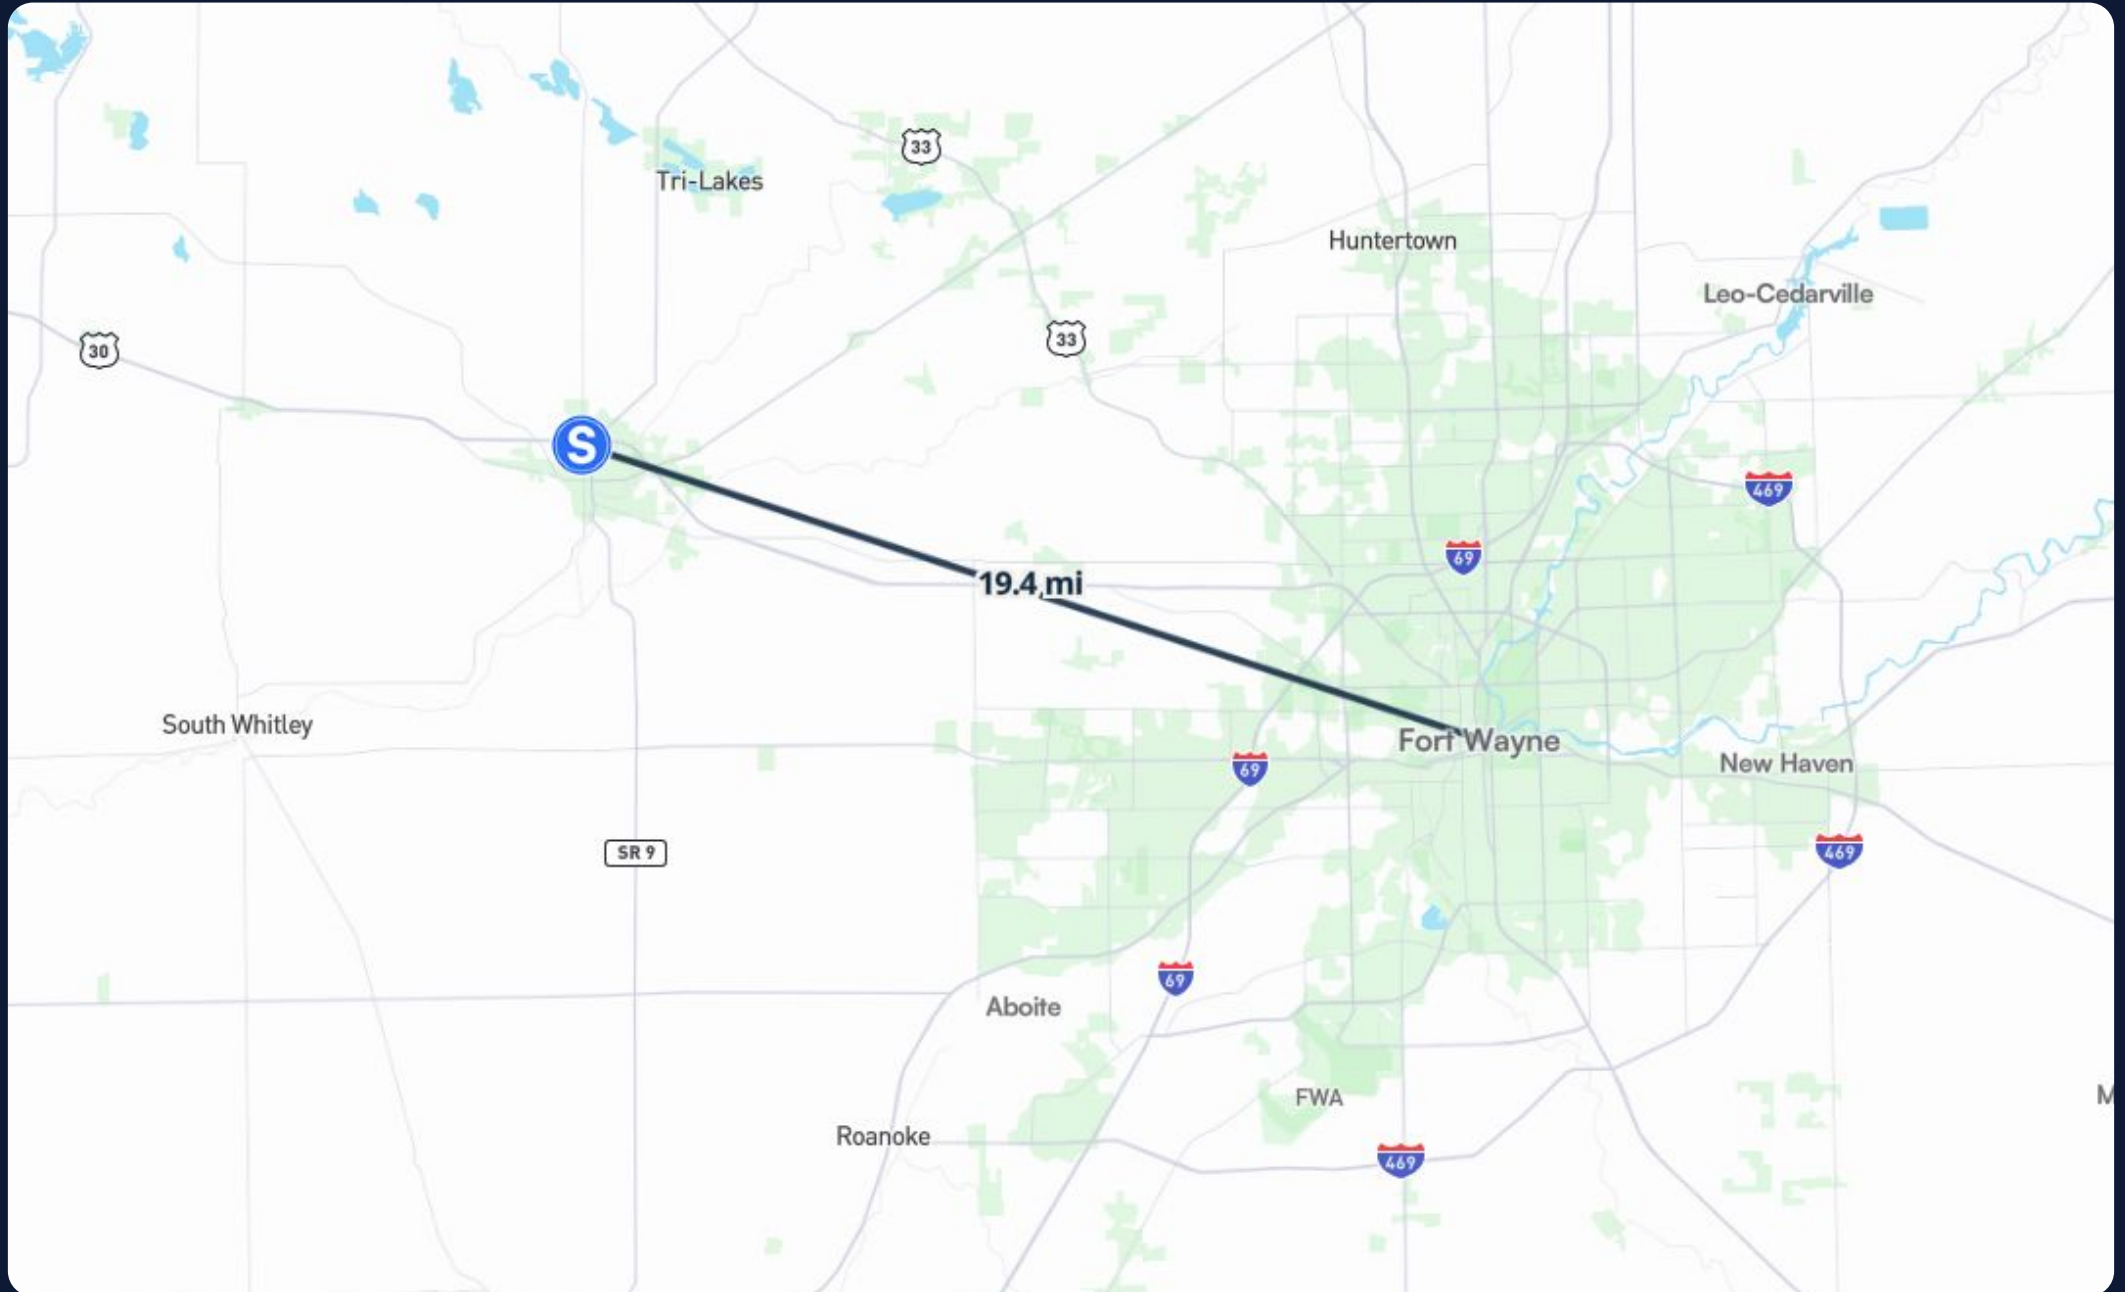 33
Tri-Lakes
Huntertown
Leo-Cedarville
33
30
S
469
69
19.4 mi
South Whitley
Fort Wayne
69
New Haven
SR 9
469
69
Aboite
M
FWA
Roanoke
469